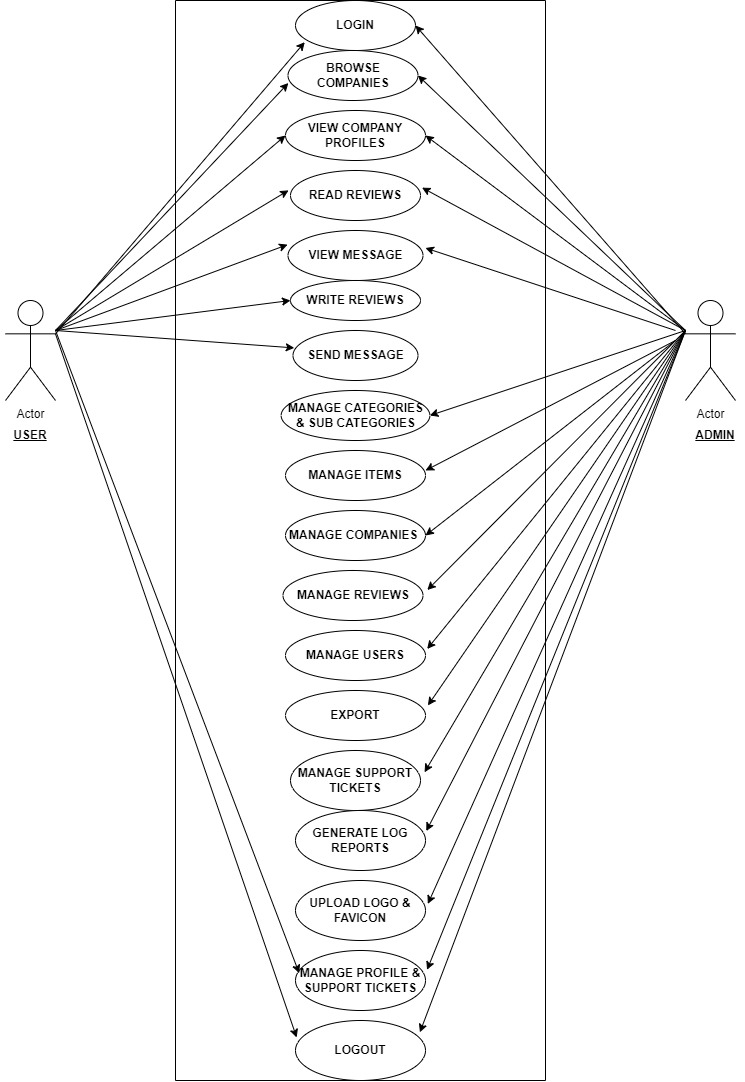 LOGIN
BROWSE
COMPANIES
VIEW COMPANY
PROFILES
READ REVIEWS
VIEW MESSAGE
WRITE REVIEWS
SEND MESSAGE
Actor
USER
Actor
ADMIN
MANAGE CATEGORIES
& SUB CATEGORIES
MANAGE ITEMS
MANAGE COMPANIES
MANAGE REVIEWS
MANAGE USERS
EXPORT
MANAGE SUPPORT
TICKETS
GENERATE LOG
REPORTS
UPLOAD LOGO &
FAVICON
MANAGE PROFILE &
SUPPORT TICKETS
LOGOUT